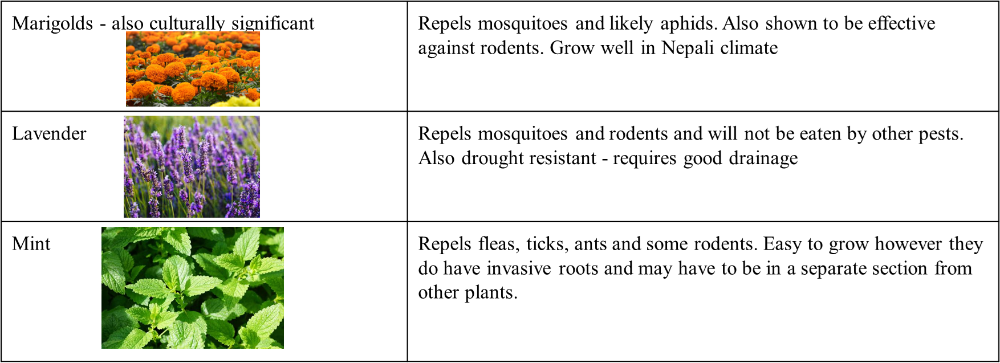 Marigolds - also culturally significant
Repels mosquitoes and likely aphids. Also shown to be effective
against rodents. Grow well in Nepali climate
Lavender
Repels mosquitoes and rodents and will not be eaten by other pests.
Also drought resistant - requires good drainage
Mint
Repels fleas, ticks, ants and some rodents. Easy to grow however they
do have invasive roots and may have to be in a separate section from
other plants.